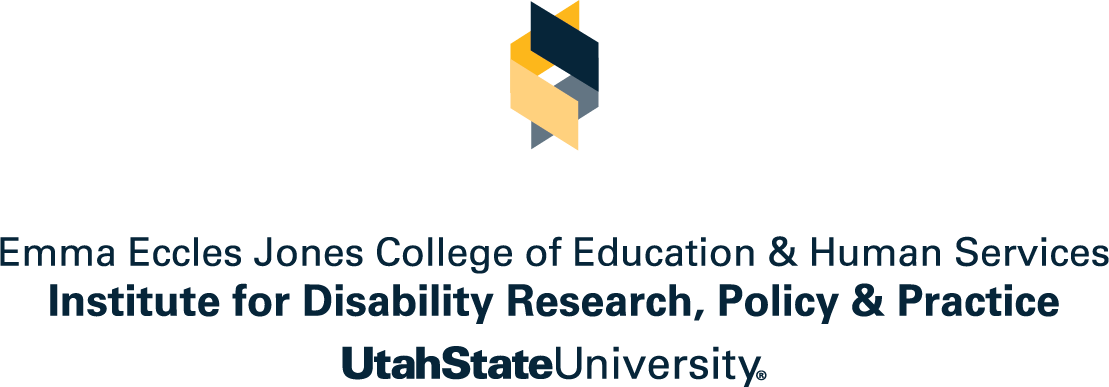 Emma Eccles Jones College of Education & Human Services
Institute for Disability Research, Policy & Practice
UtahStateUniversity®